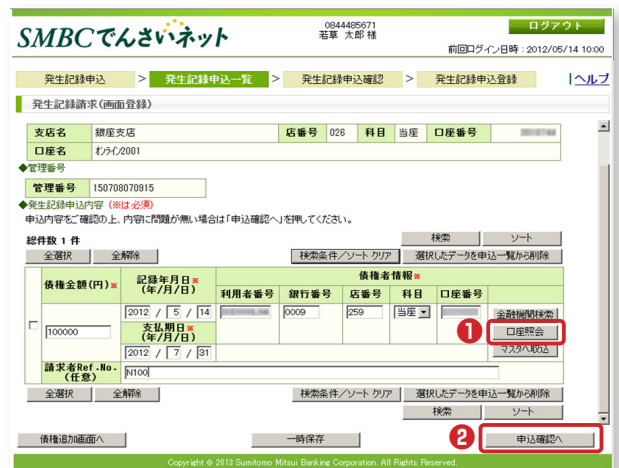 SMBCでんさいネット
0844485671
若草 太郎 様
ログアウト
前回ログイン日時 : 2012/05/14 10:00
発生記録申込 > 発生記録申込一覧 > 発生記録申込確認 > 発生記録申込登録 ヘルプ
発生記録請求(画面登録)
支店名 銀座支店 店番号 026 科目 当座 口座番号
口座名 オンライン2001
◆管理番号
管理番号 150708070915
◆発生記録申込内容 (※は必須)
申込内容をご確認の上、内容に問題が無い場合は「申込確認へ」を押してください。
検索 ソート
総件数 1 件
全選択 全解除 検索条件/ソート クリア 選択したデータを申込一覧から削除
債権金額(円)※ 記録年月日※ (年/月/日) 債権者情報※
利用者番号 銀行番号 店番号 科目 口座番号
2012 / 5 / 14 0009 259 当座 金融機関検索
100000 支払期日※ (年/月/日) 1 口座照会
2012 / 7 / 31 マスタへ取込
請求者Ref.No. (任意) N100
全選択 全解除 検索条件/ソート クリア 選択したデータを申込一覧から削除
検索 ソート
債権追加画面へ 一時保存 2 申込確認へ
Copyright © 2013 Sumitomo Mitsui Banking Corporation. All Rights Reserved.